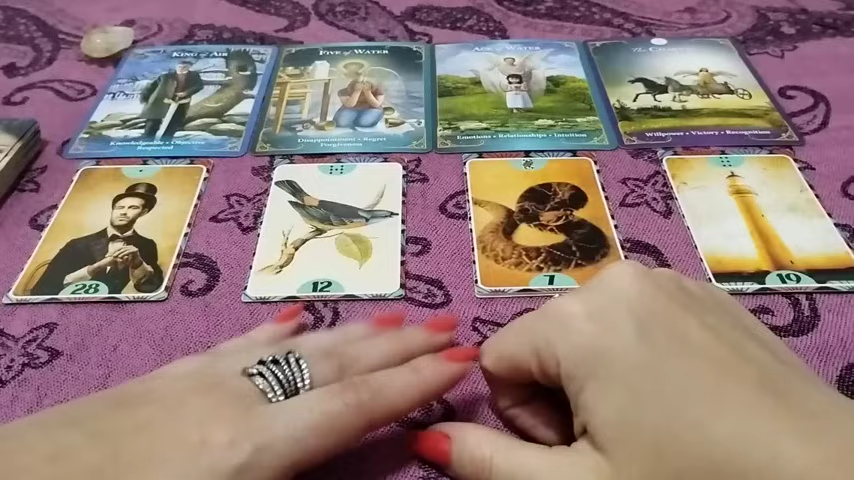 KING of AIR
FIVE of WATER
ACE of WATER
The
Knowledgeable • Objective
Respected
Disappointment • Regret
Forgiveness
Emotions • Relationships • Intuition
Willpower • Victory • Recognition
28
12
7
19